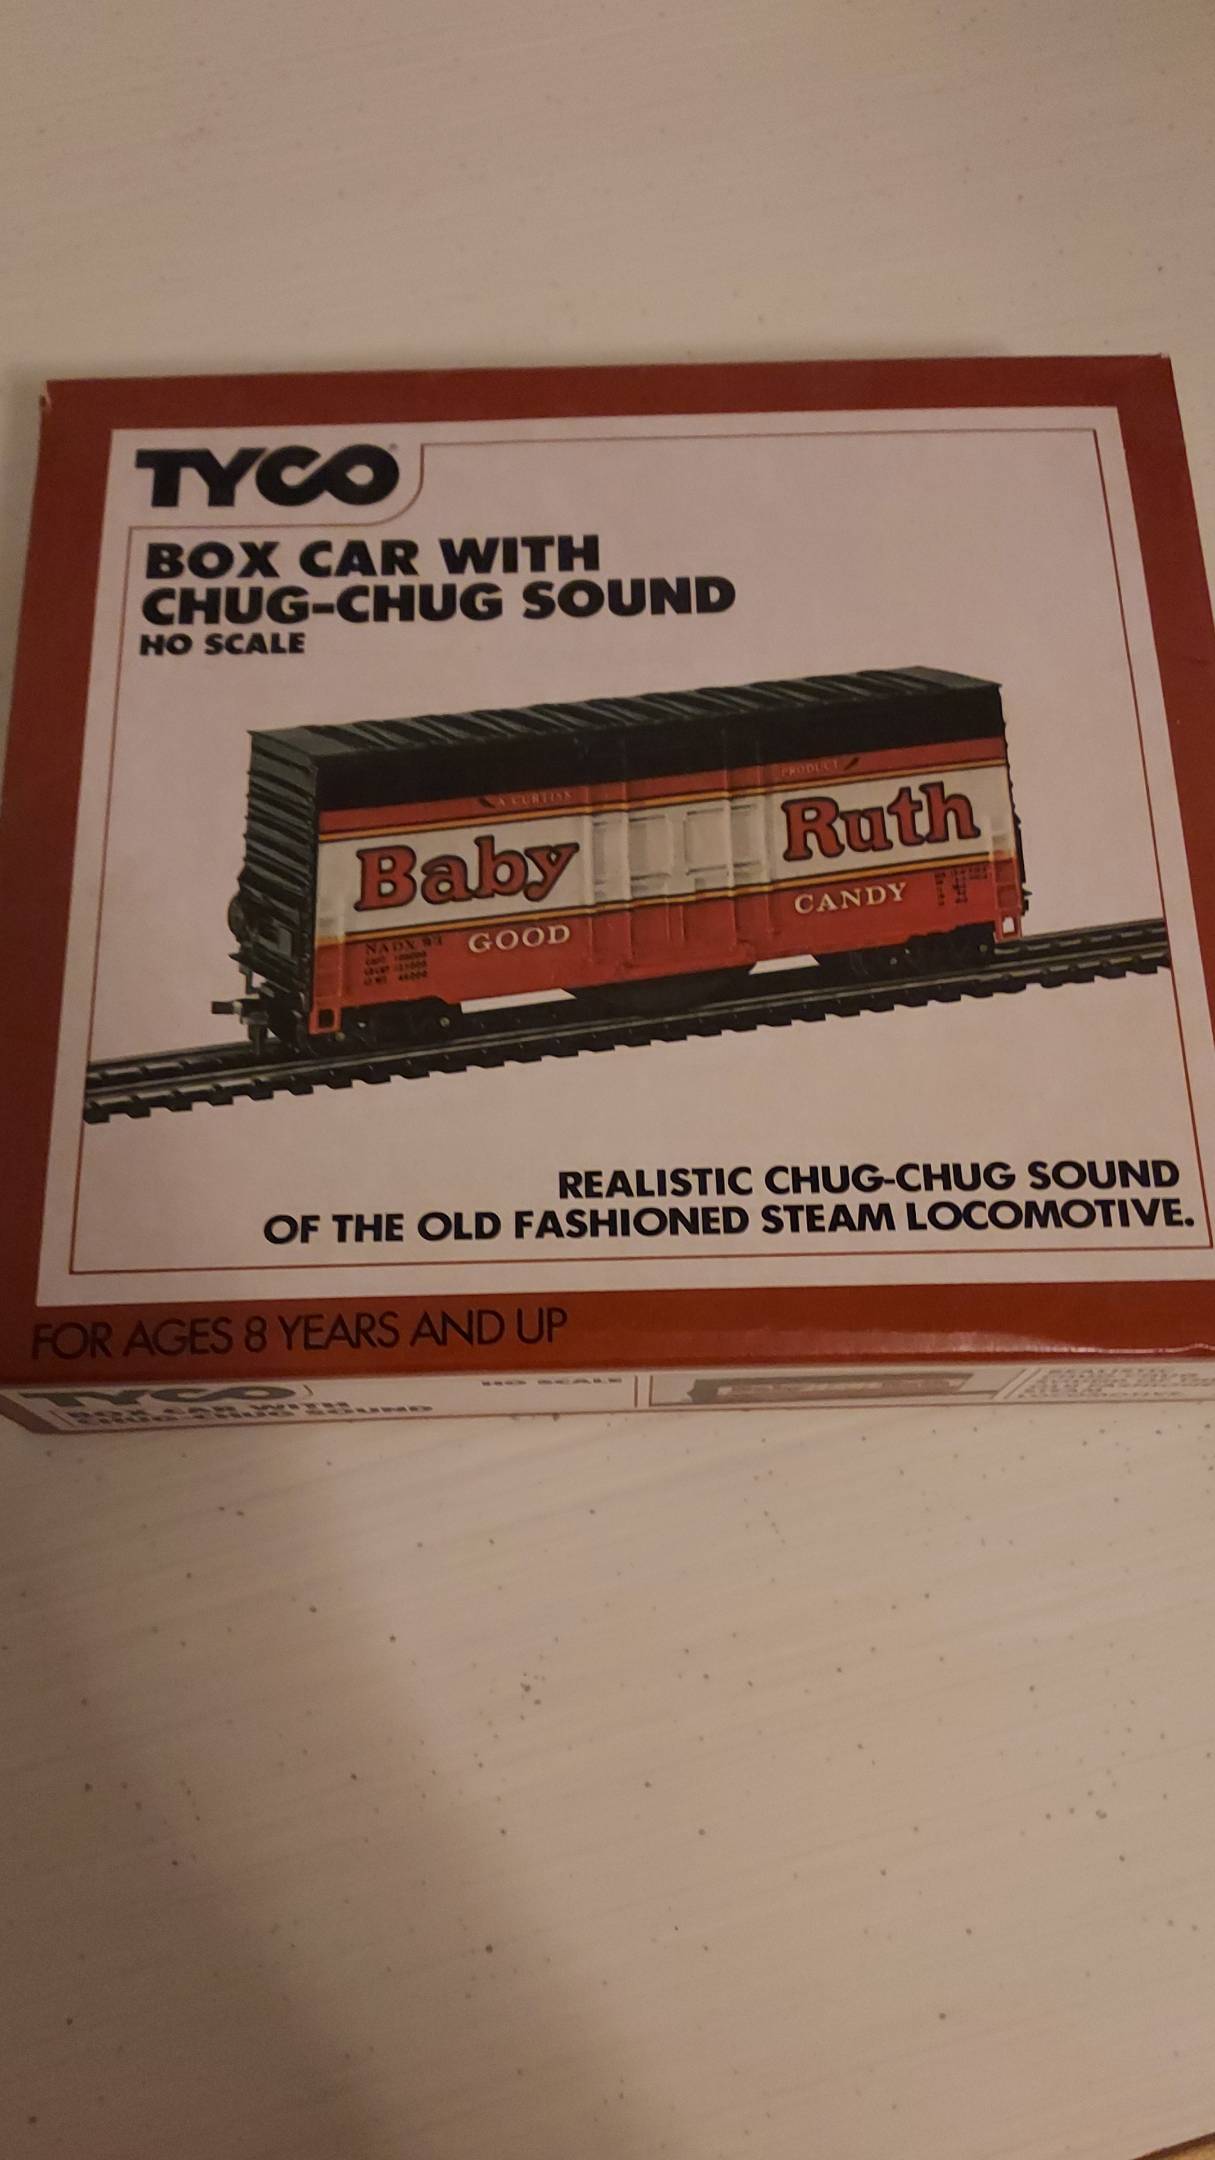 TYCO
BOX CAR WITH
CHUG-CHUG SOUND
HO SCALE
A CURTISS PRODUCT
Baby Ruth
GOOD CANDY
NADX
REALISTIC CHUG-CHUG SOUND
OF THE OLD FASHIONED STEAM LOCOMOTIVE.
FOR AGES 8 YEARS AND UP
TYCO HO SCALE
BOX CAR WITH
CHUG-CHUG SOUND